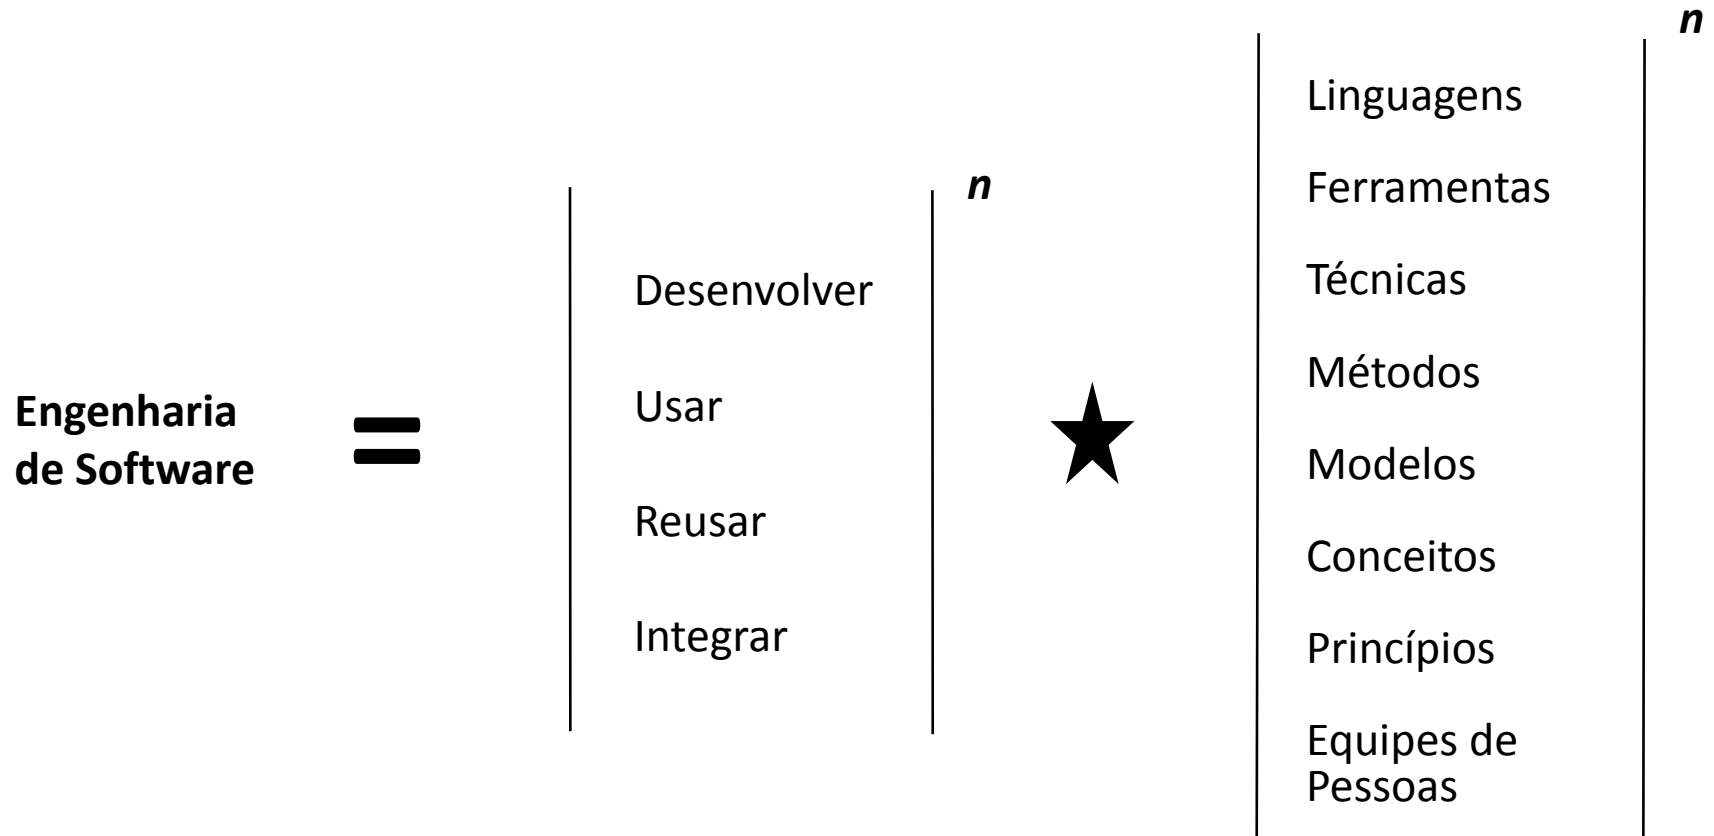 Engenharia
de Software
=
n
Desenvolver
Usar
Reusar
Integrar
★
n
Linguagens
Ferramentas
Técnicas
Métodos
Modelos
Conceitos
Princípios
Equipes de
Pessoas